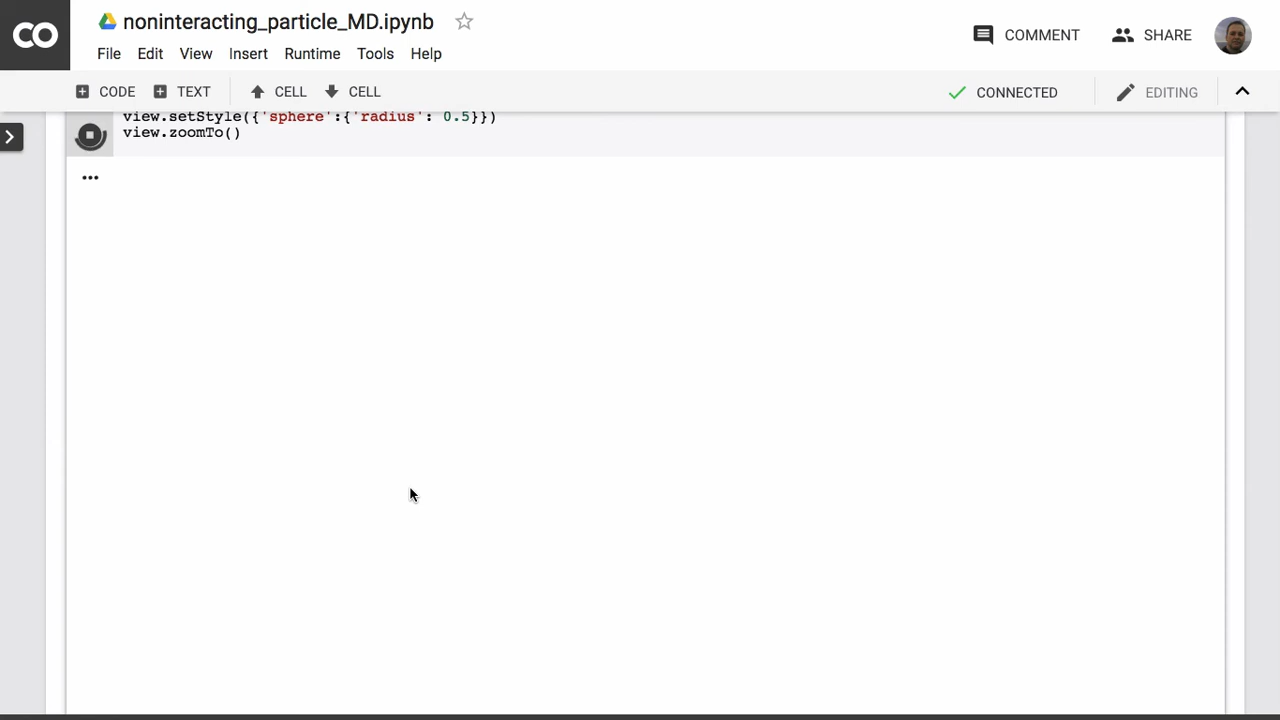 CO
noninteracting_particle_MD.ipynb
File Edit View Insert Runtime Tools Help
COMMENT SHARE
CODE TEXT CELL CELL
CONNECTED EDITING
view.setStyle({'sphere':{'radius': 0.5}})
view.zoomTo()
...